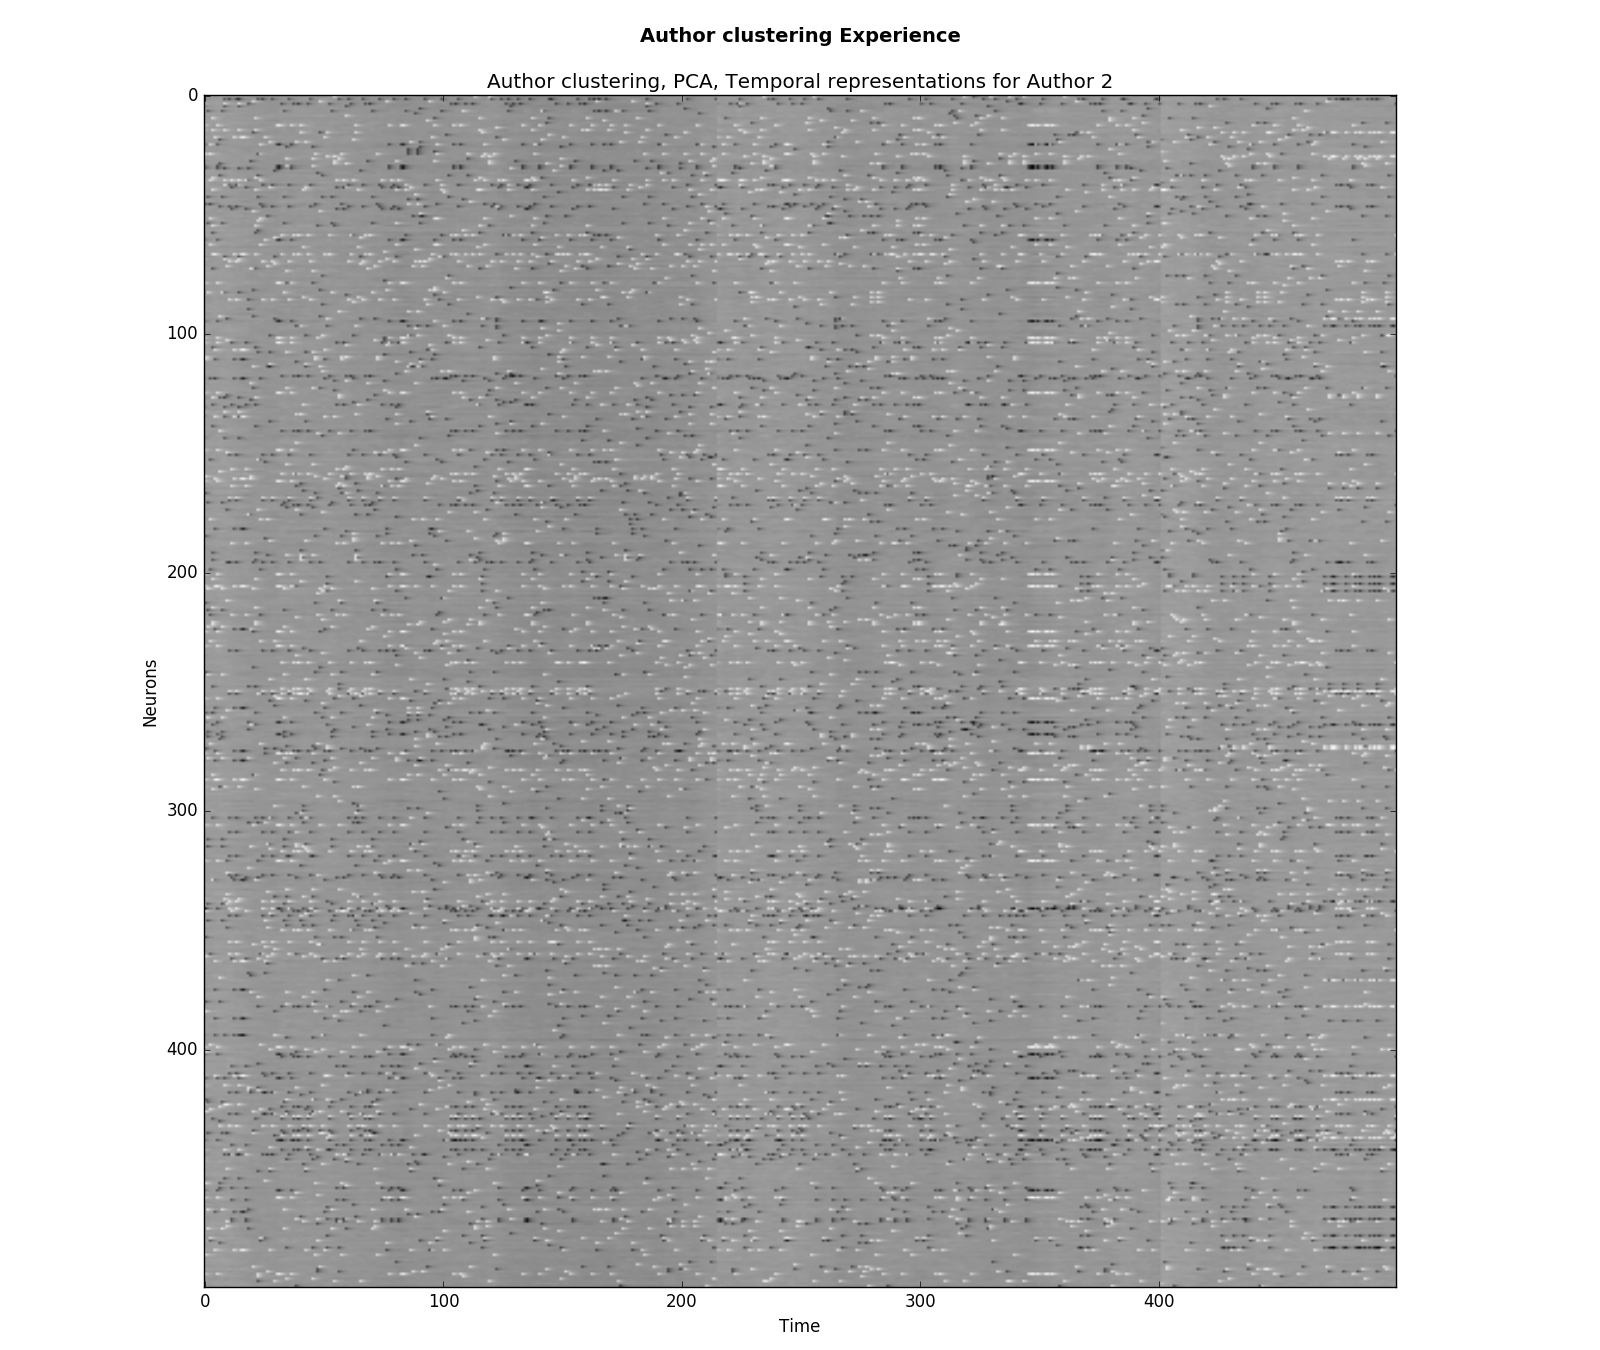 Author clustering Experience
Author clustering, PCA, Temporal representations for Author 2
0
100
200
300
400
Neurons
0 100 200 300 400
Time